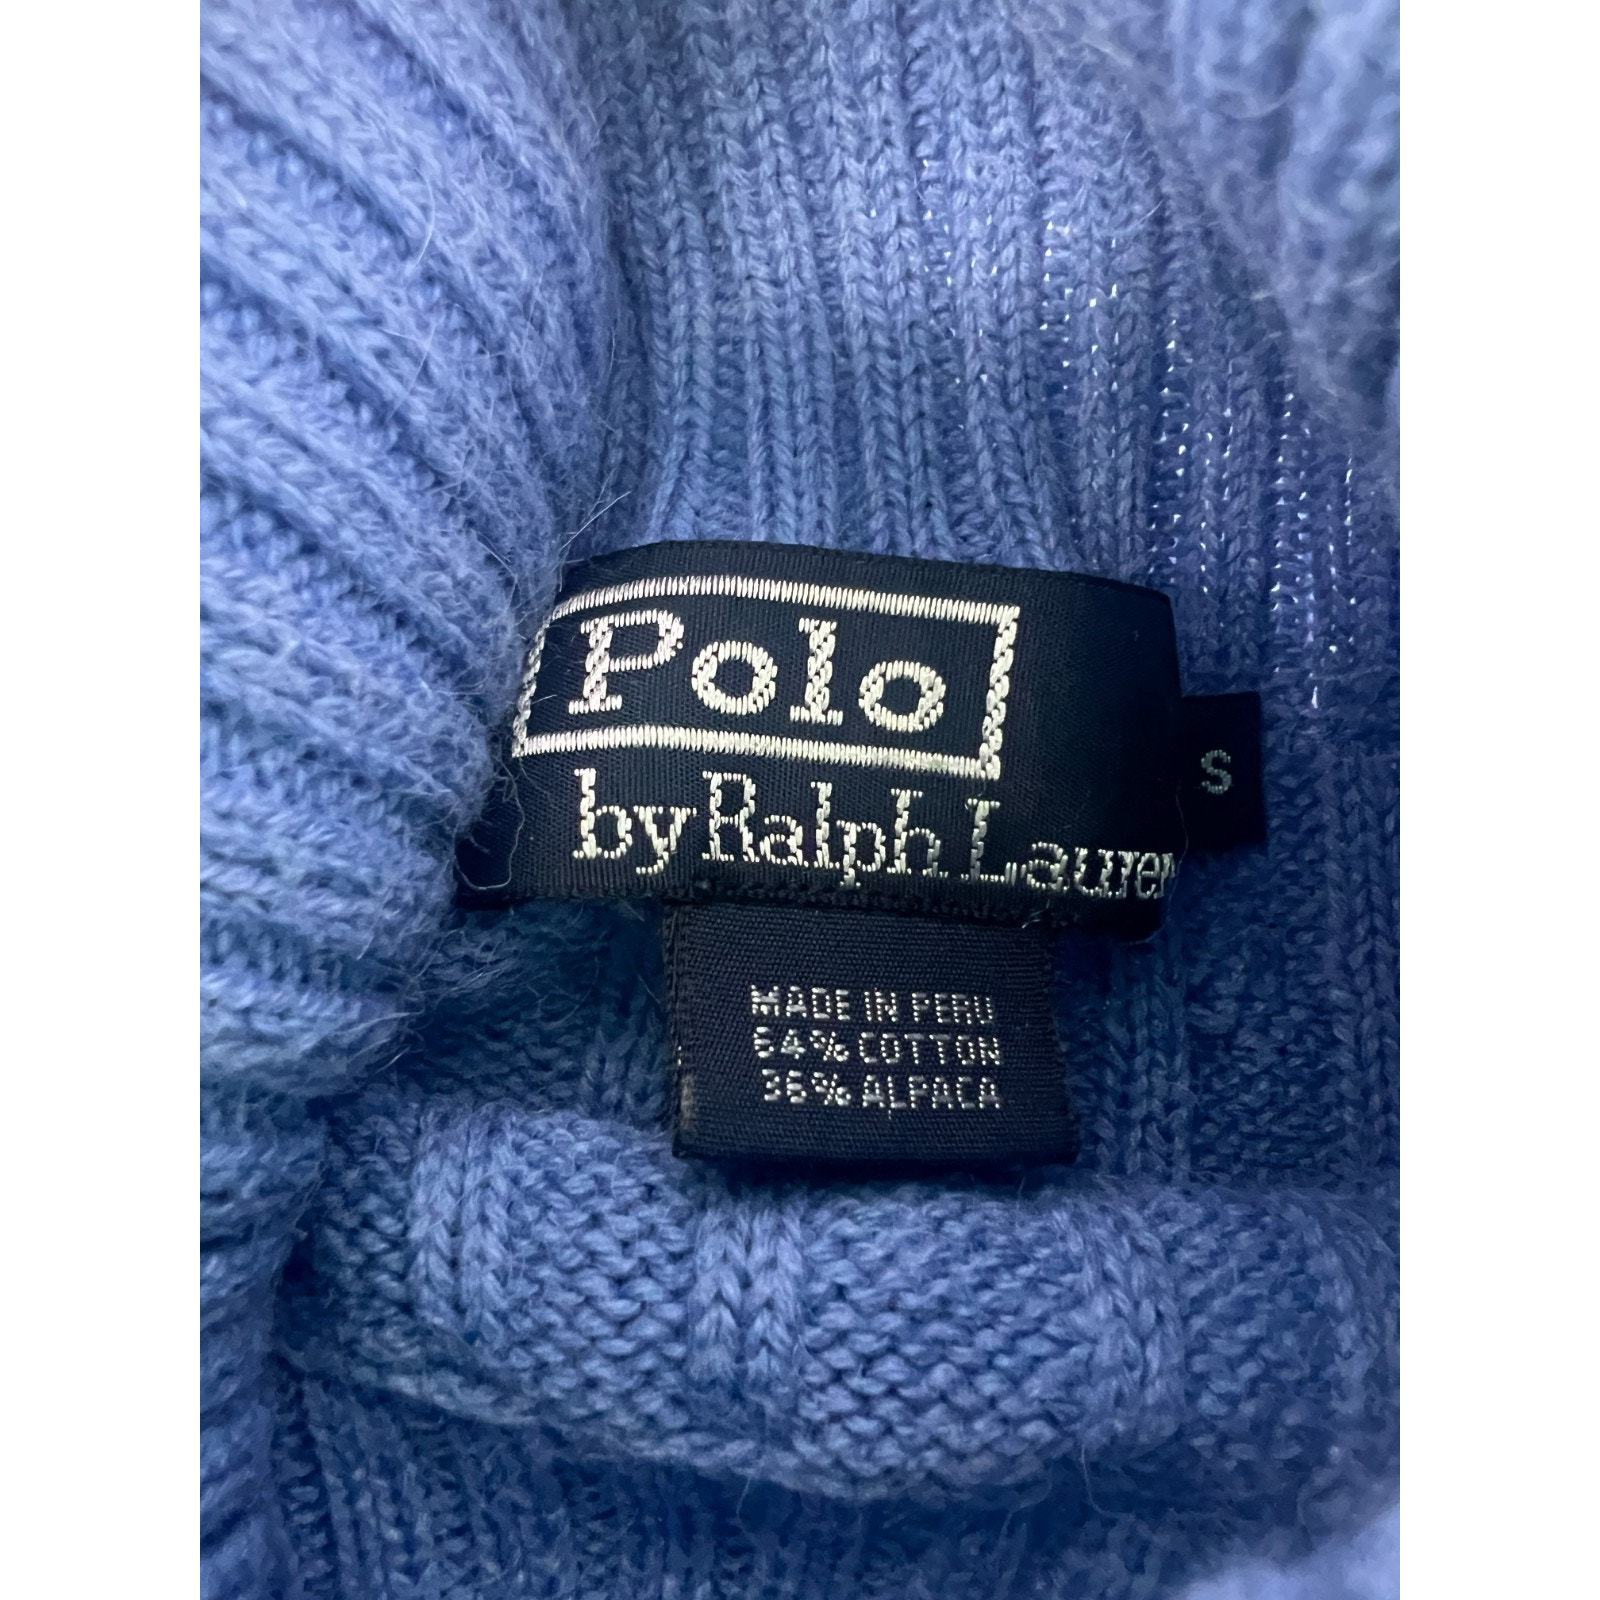 Polo
by Ralph Lauren
S
MADE IN PERU
64% COTTON
36% ALPACA